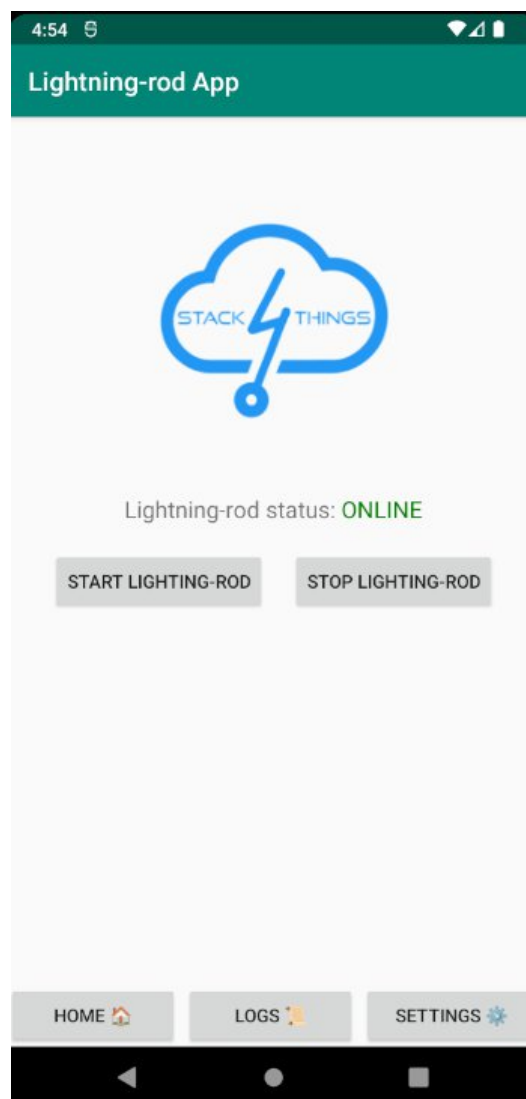 4:54
Lightning-rod App
STACK 4 THINGS
Lightning-rod status: ONLINE
START LIGHTING-ROD STOP LIGHTING-ROD
HOME 🏠 LOGS 📜 SETTINGS ⚙️